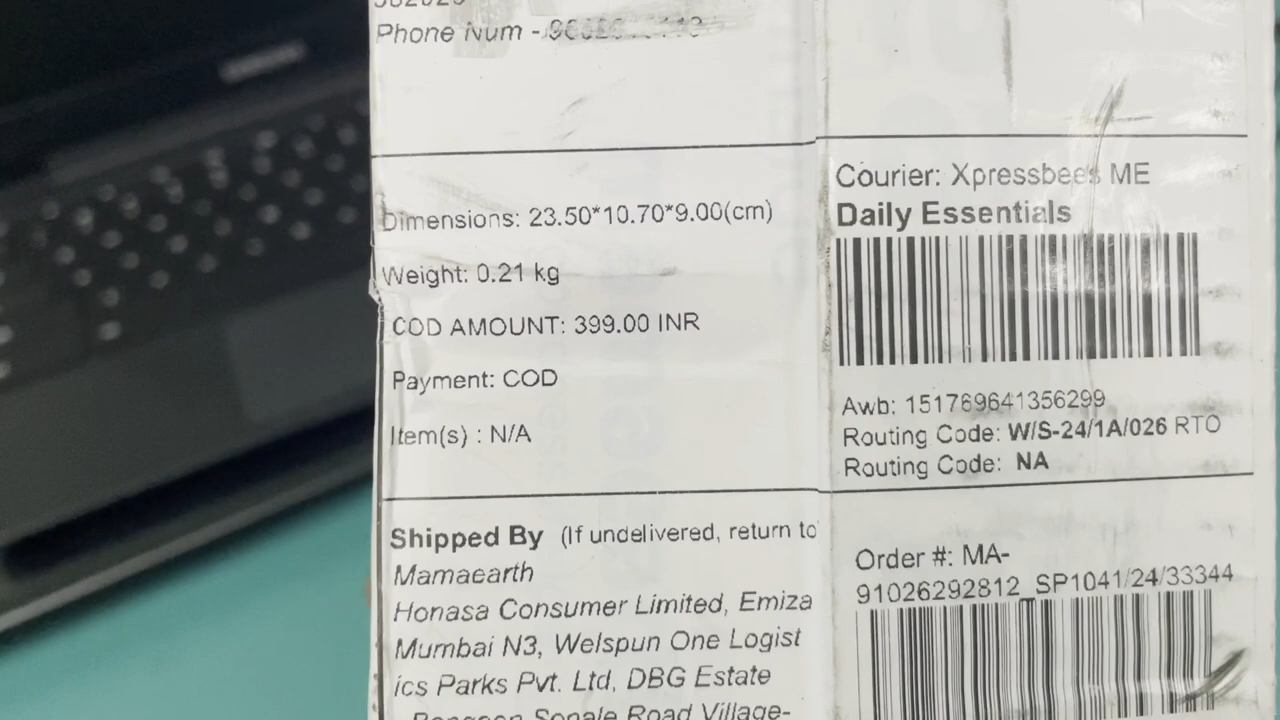 Phone Num -
Dimensions: 23.50*10.70*9.00(cm)
Weight: 0.21 kg
COD AMOUNT: 399.00 INR
Payment: COD
Item(s) : N/A
Courier: Xpressbees ME
Daily Essentials
Awb: 151769641356299
Routing Code: W/S-24/1A/026 RTO
Routing Code: NA
Shipped By (If undelivered, return to
Mamaearth
Honasa Consumer Limited, Emiza
Mumbai N3, Welspun One Logist
ics Parks Pvt. Ltd, DBG Estate
Sonale Road Village-
Order #: MA-
91026292812_SP1041/24/33344